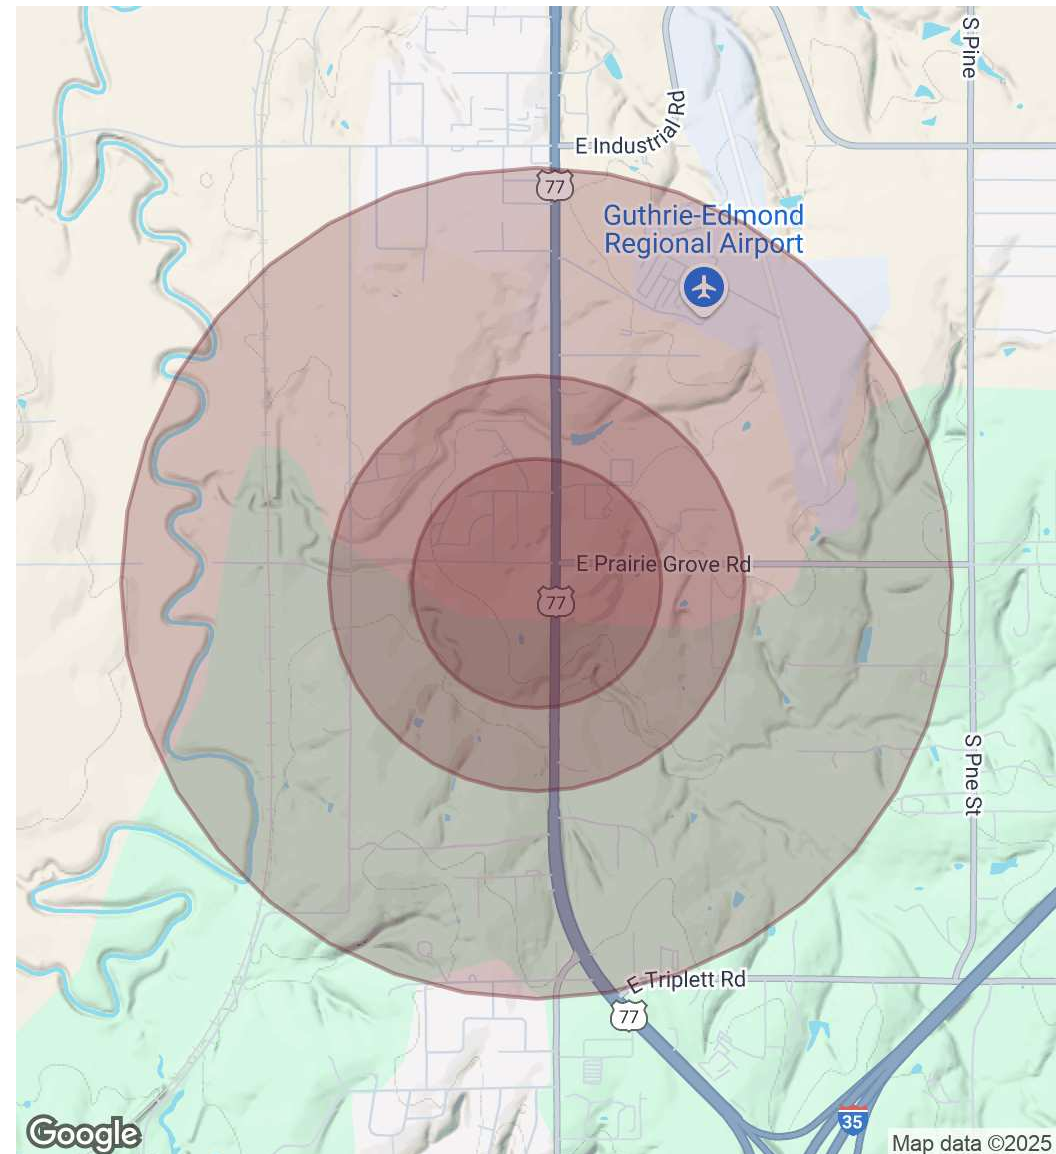 S Pine
E Industrial Rd
77
Guthrie-Edmond
Regional Airport
E Prairie Grove Rd
77
S Pne St
E Triplett Rd
77
35
Google
Map data ©2025